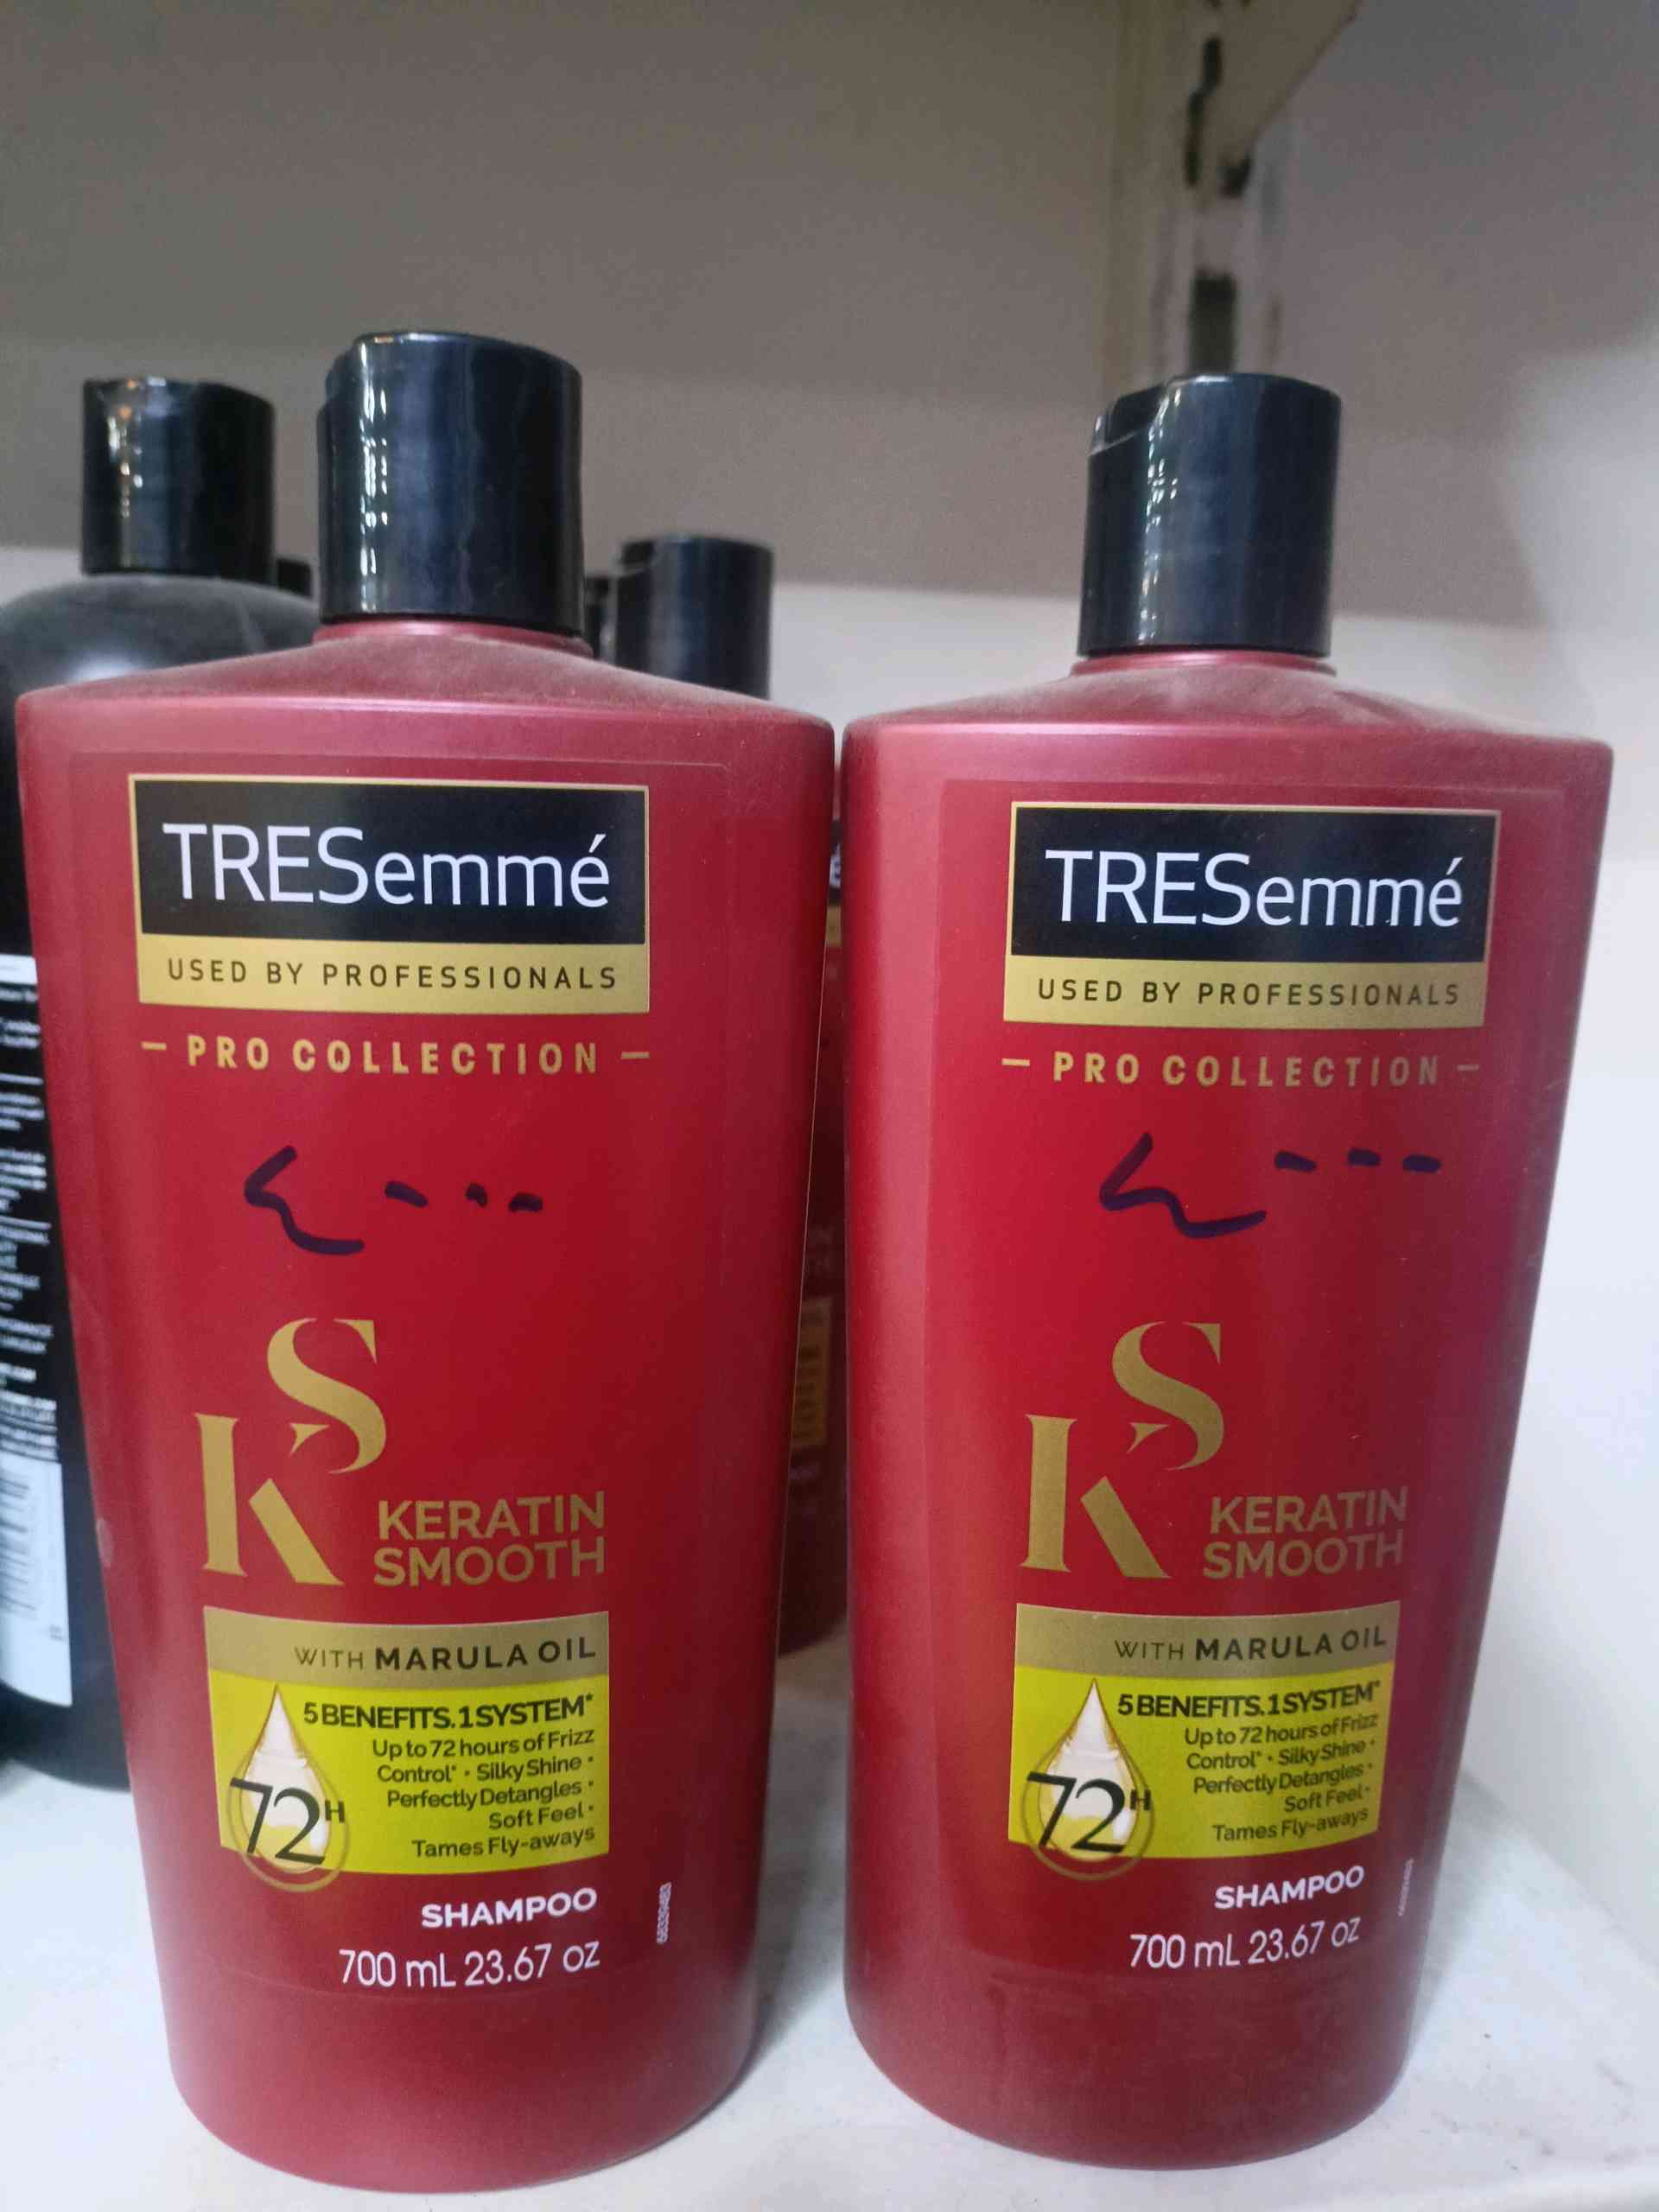 TRESemmé
USED BY PROFESSIONALS
– PRO COLLECTION –
KS
KERATIN
SMOOTH
WITH MARULA OIL
5 BENEFITS. 1 SYSTEM*
Up to 72 hours of Frizz
Control* • Silky Shine •
Perfectly Detangles •
Soft Feel •
Tames Fly-aways
72H
SHAMPOO
700 mL 23.67 oz
TRESemmé
USED BY PROFESSIONALS
– PRO COLLECTION –
KS
KERATIN
SMOOTH
WITH MARULA OIL
5 BENEFITS. 1 SYSTEM*
Up to 72 hours of Frizz
Control* • Silky Shine •
Perfectly Detangles •
Soft Feel •
Tames Fly-aways
72H
SHAMPOO
700 mL 23.67 oz